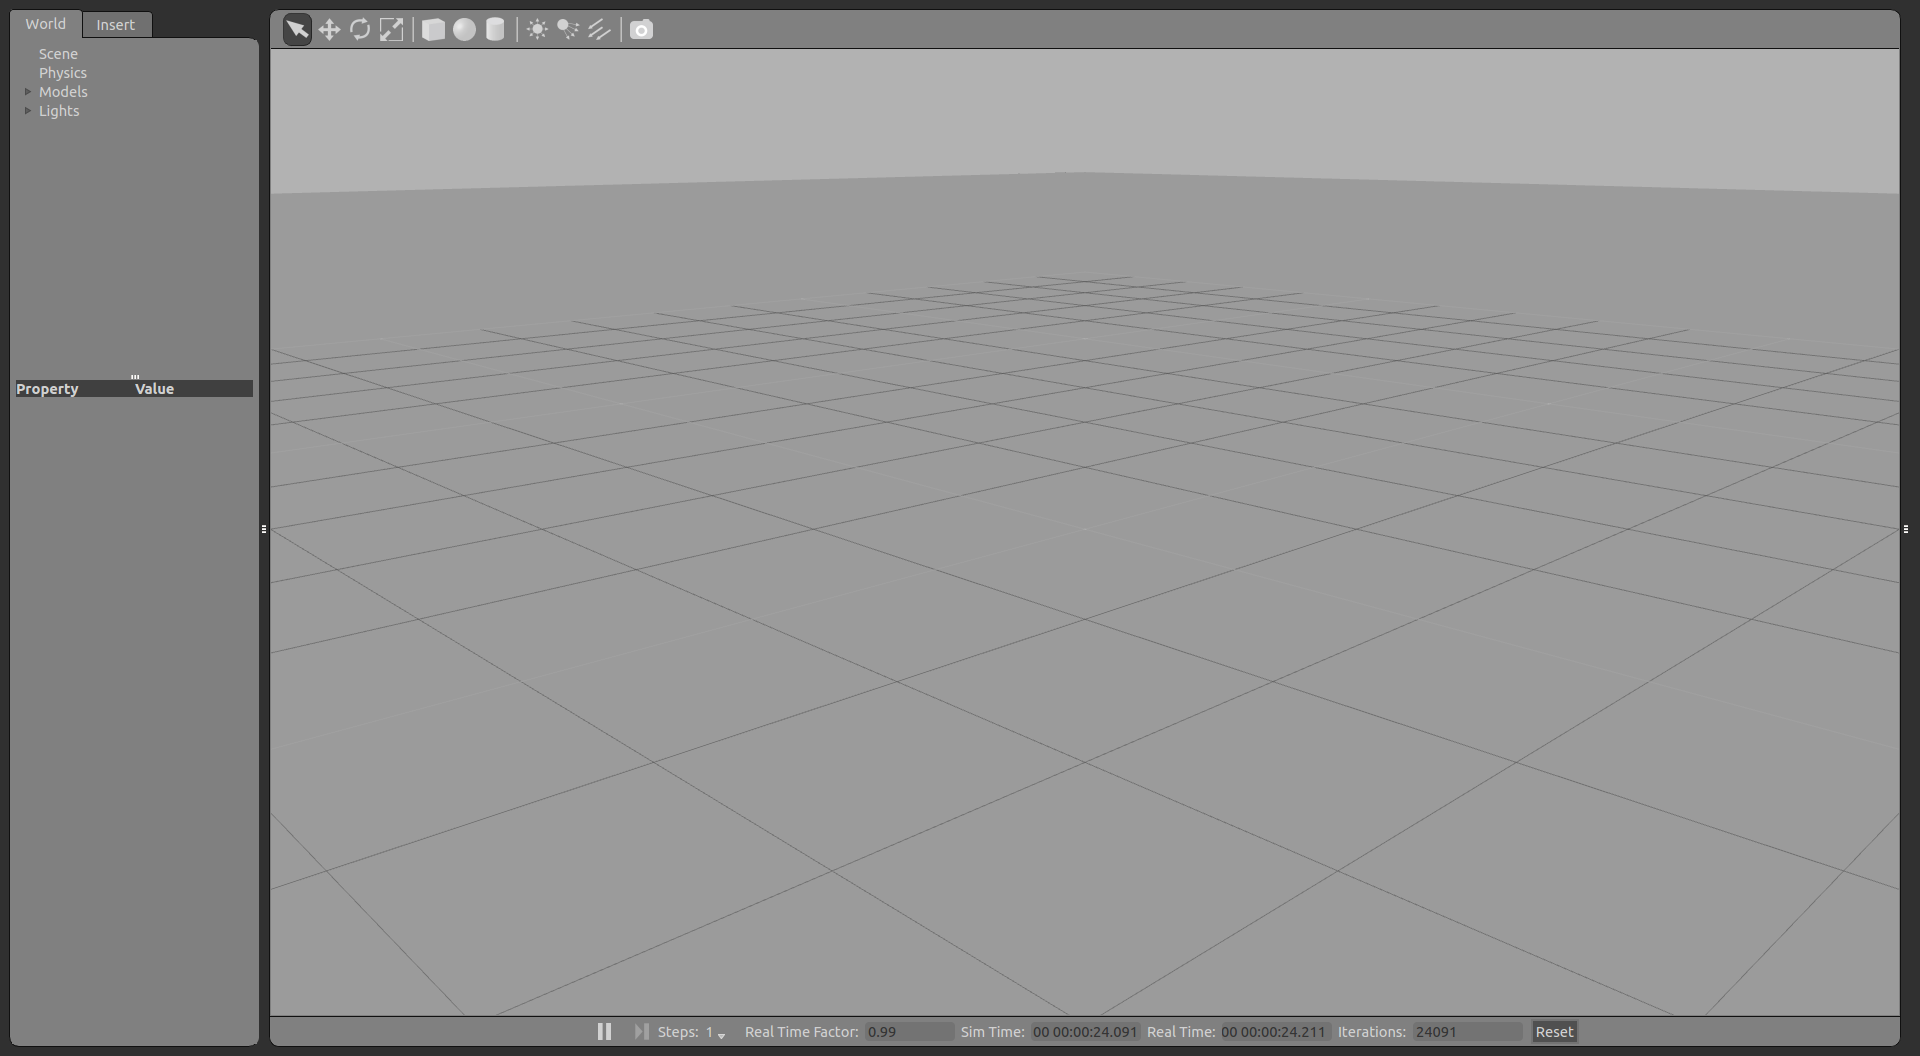 World Insert
Scene
Physics
Models
Lights
Property Value
Steps: 1 Real Time Factor: 0.99 Sim Time: 00 00:00:24.091 Real Time: 00 00:00:24.211 Iterations: 24091 Reset